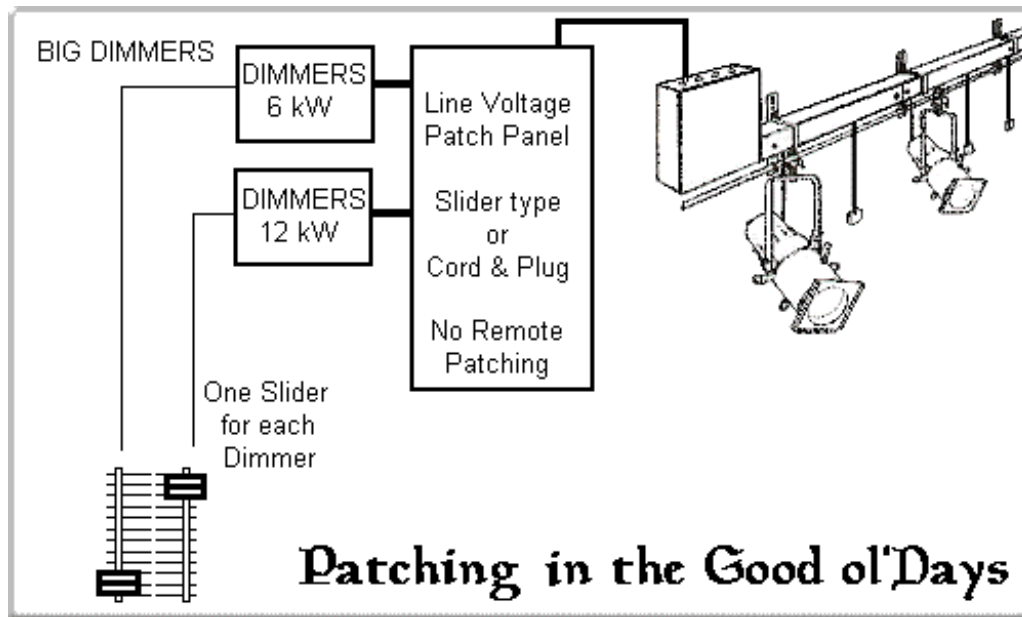 BIG DIMMERS
DIMMERS
6 kW
DIMMERS
12 kW
Line Voltage
Patch Panel
Slider type
or
Cord & Plug
No Remote
Patching
One Slider
for each
Dimmer
Patching in the Good ol'Days